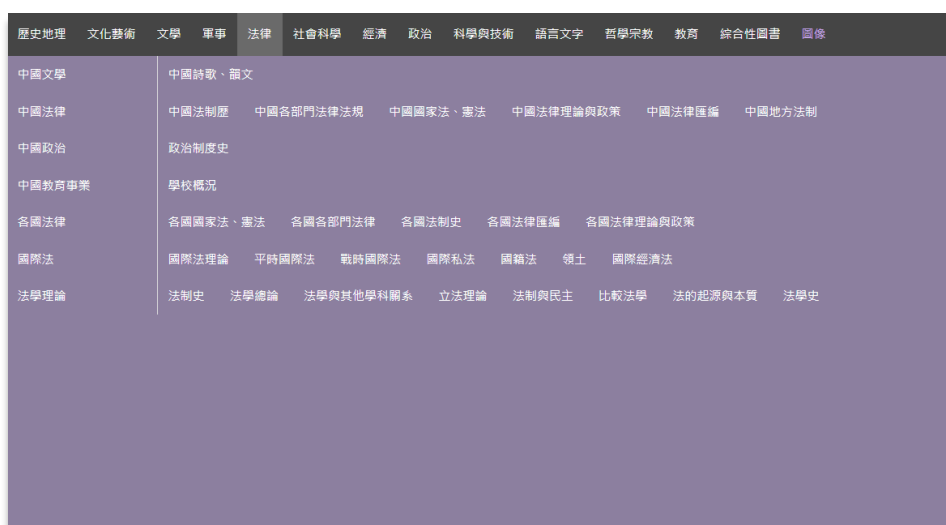 歷史地理 文化藝術 文學 軍事 法律 社會科學 經濟 政治 科學與技術 語言文字 哲學宗教 教育 綜合性圖書 圖像
中國文學 中國詩歌、韻文
中國法律 中國法制歷 中國各部門法律法規 中國國家法、憲法 中國法律理論與政策 中國法律匯編 中國地方法制
中國政治 政治制度史
中國教育事業 學校概況
各國法律 各國國家法、憲法 各國各部門法律 各國法制史 各國法律匯編 各國法律理論與政策
國際法 國際法理論 平時國際法 戰時國際法 國際私法 國籍法 領土 國際經濟法
法學理論 法制史 法學總論 法學與其他學科關系 立法理論 法制與民主 比較法學 法的起源與本質 法學史